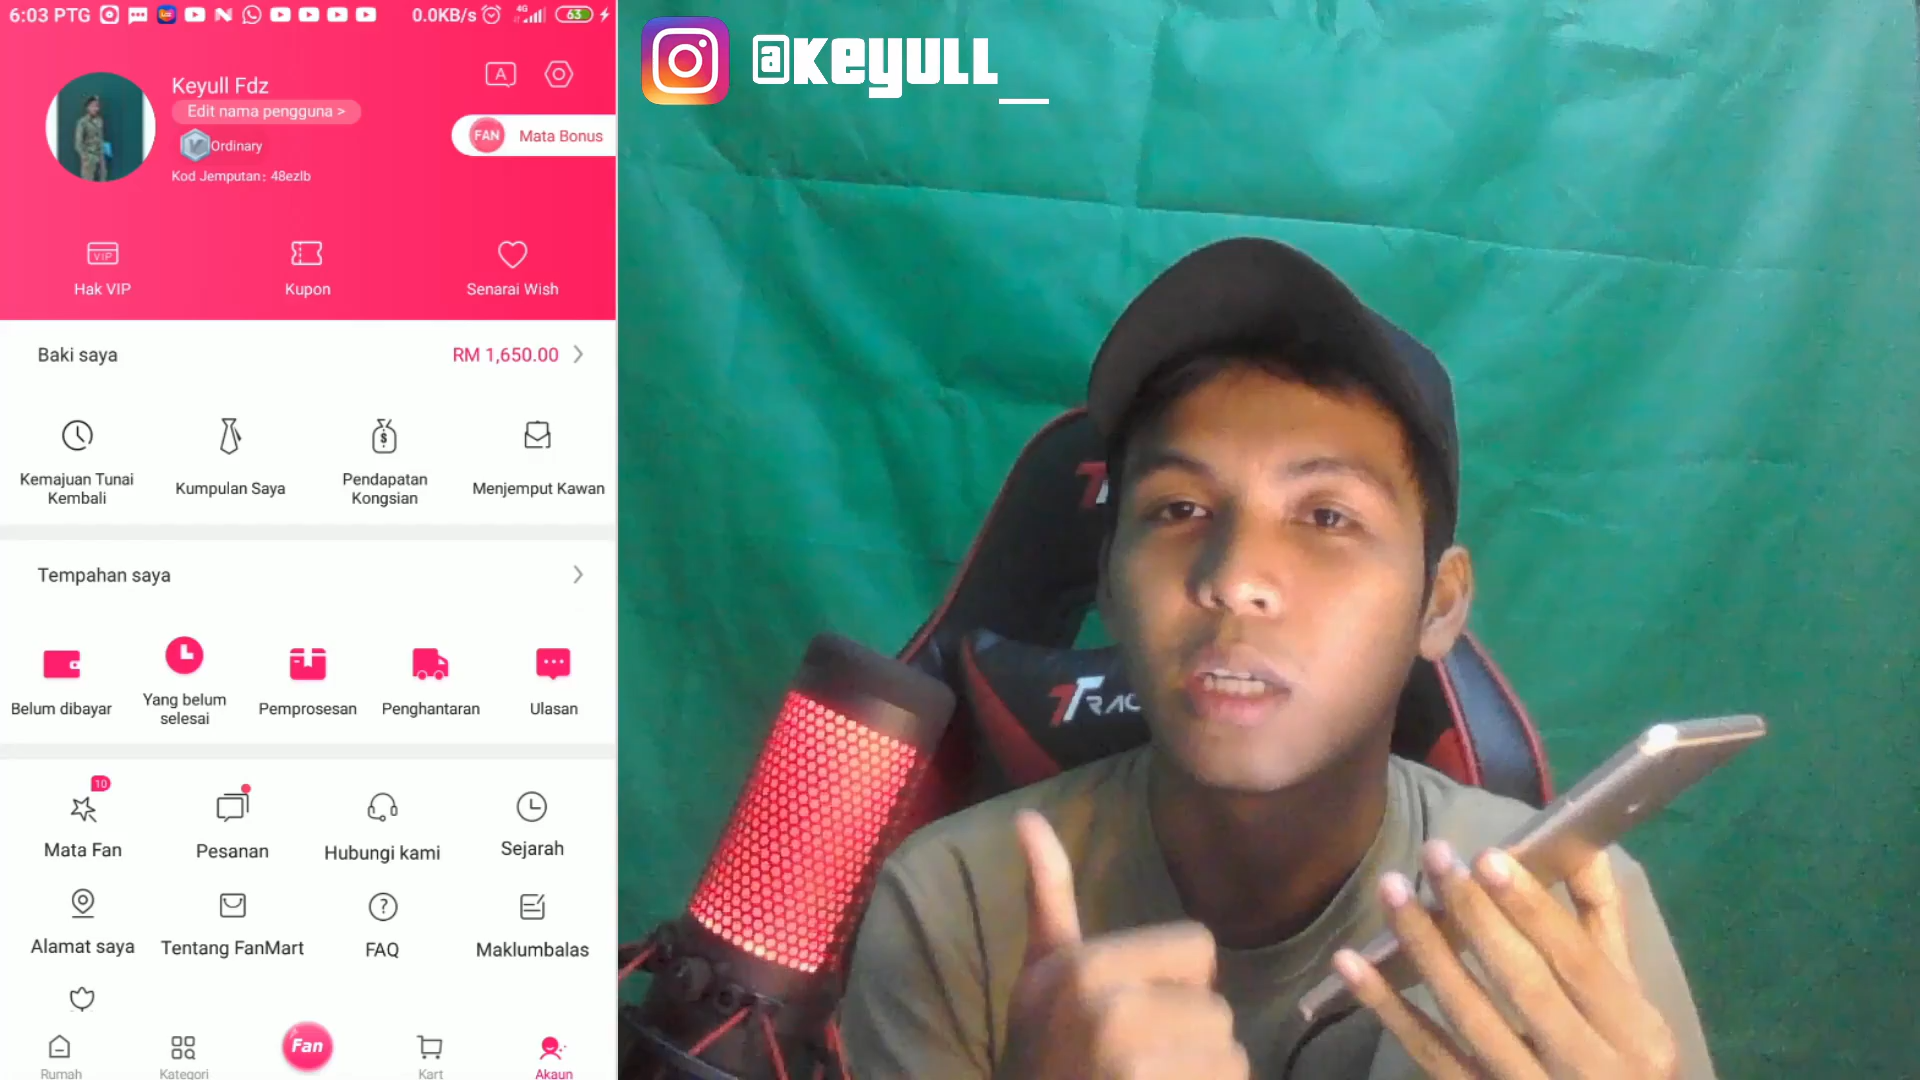 6:03 PTG
0.0KB/s
4G
63
Keyull Fdz
Edit nama pengguna >
Ordinary
Kod Jemputan: 48ezlb
A
FAN
Mata Bonus
VIP
Hak VIP
Kupon
Senarai Wish
Baki saya
RM 1,650.00
Kemajuan Tunai
Kembali
Kumpulan Saya
Pendapatan
Kongsian
Menjemput Kawan
Tempahan saya
Belum dibayar
Yang belum
selesai
Pemprosesan
Penghantaran
Ulasan
10
Mata Fan
Pesanan
Hubungi kami
Sejarah
Alamat saya
Tentang FanMart
FAQ
Maklumbalas
Rumah
Kategori
Fan
Kart
Akaun
@Keyull__